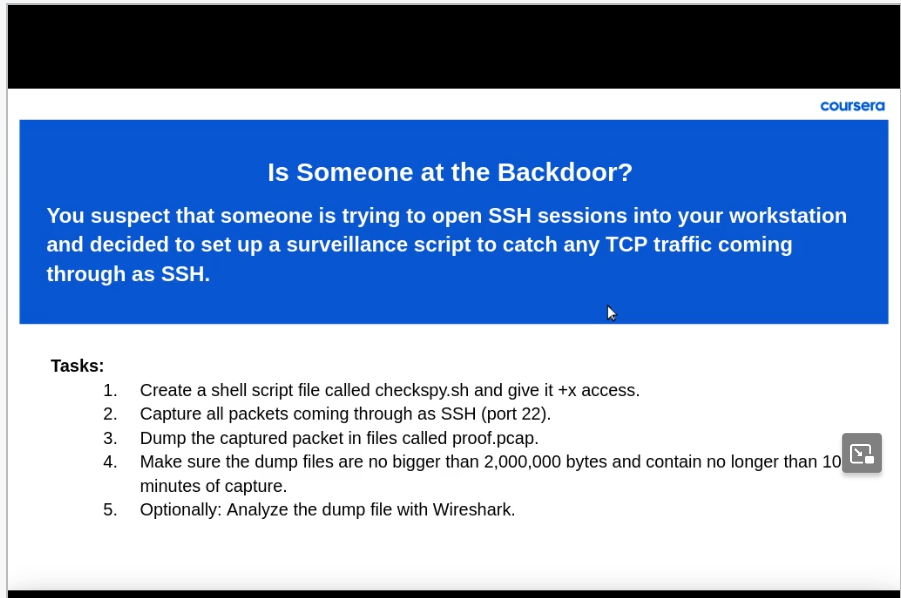 coursera
Is Someone at the Backdoor?
You suspect that someone is trying to open SSH sessions into your workstation
and decided to set up a surveillance script to catch any TCP traffic coming
through as SSH.
Tasks:
1. Create a shell script file called checkspy.sh and give it +x access.
2. Capture all packets coming through as SSH (port 22).
3. Dump the captured packet in files called proof.pcap.
4. Make sure the dump files are no bigger than 2,000,000 bytes and contain no longer than 10
minutes of capture.
5. Optionally: Analyze the dump file with Wireshark.